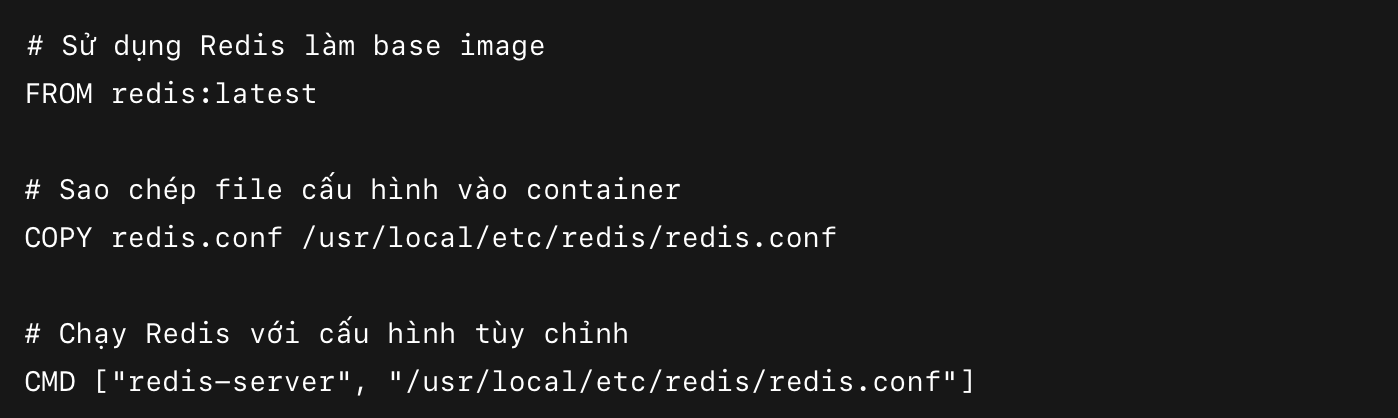 # Sử dụng Redis làm base image
FROM redis:latest
# Sao chép file cấu hình vào container
COPY redis.conf /usr/local/etc/redis/redis.conf
# Chạy Redis với cấu hình tùy chỉnh
CMD ["redis-server", "/usr/local/etc/redis/redis.conf"]